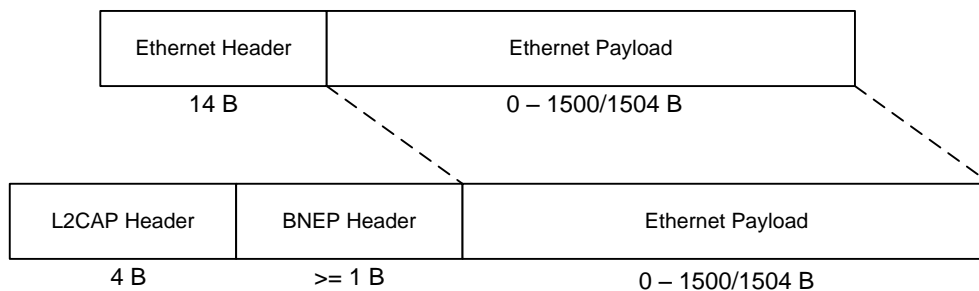 Ethernet Header
Ethernet Payload
14 B
0 – 1500/1504 B
L2CAP Header
BNEP Header
Ethernet Payload
4 B
>= 1 B
0 – 1500/1504 B